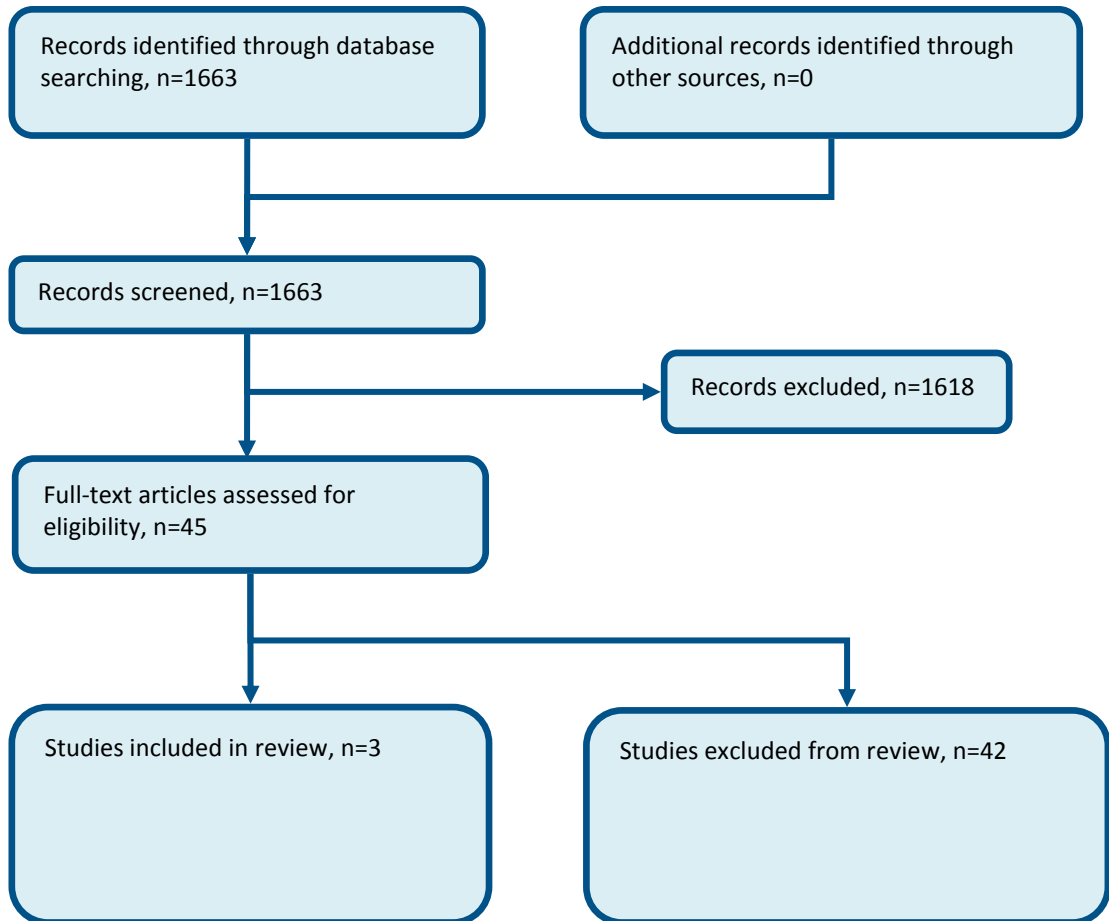 Records identified through database
searching, n=1663
Additional records identified through
other sources, n=0
Records screened, n=1663
Records excluded, n=1618
Full-text articles assessed for
eligibility, n=45
Studies included in review, n=3
Studies excluded from review, n=42